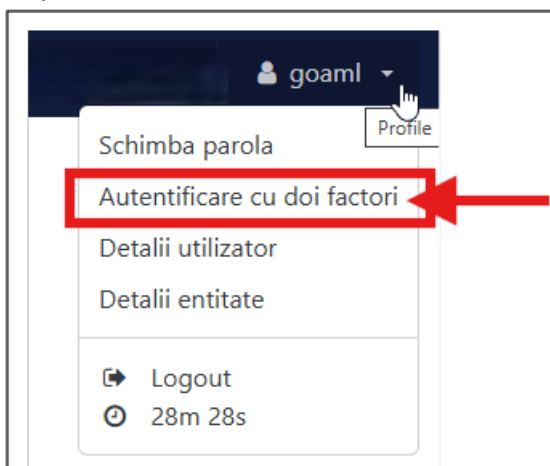 goaml
Profile
Schimba parola
Autentificare cu doi factori
Detalii utilizator
Detalii entitate
Logout
28m 28s